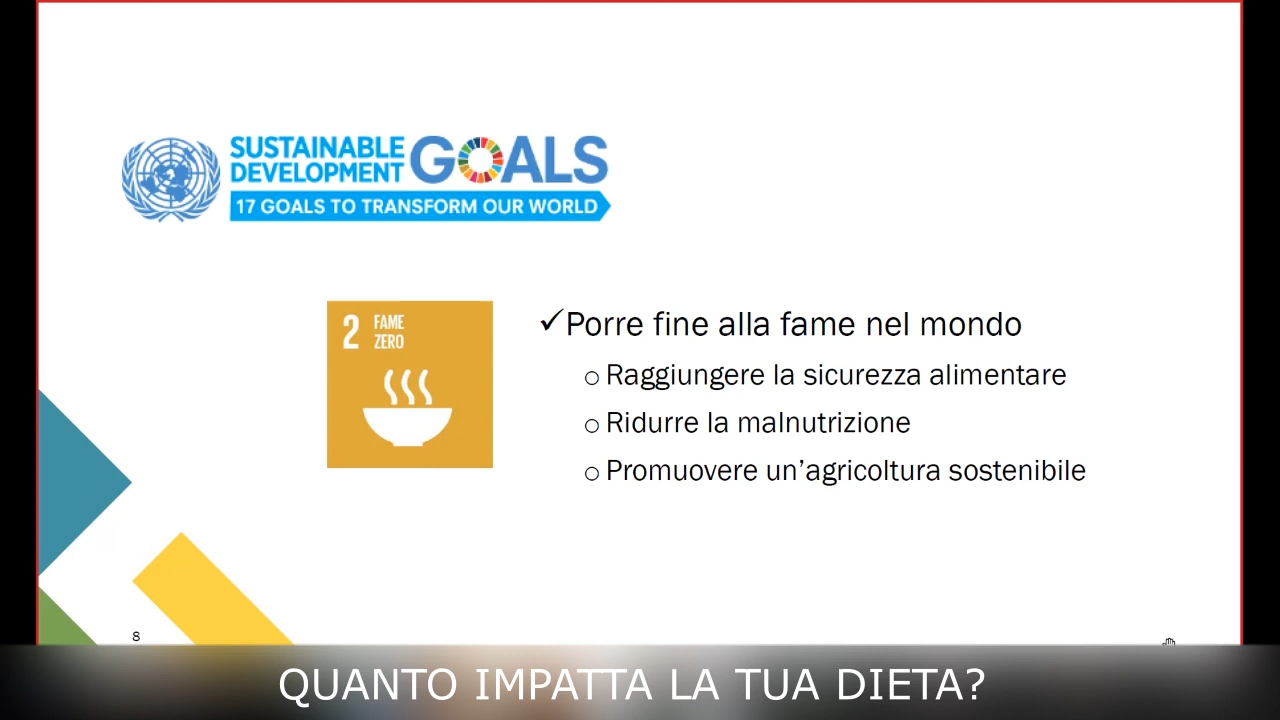 SUSTAINABLE
DEVELOPMENT GOALS
17 GOALS TO TRANSFORM OUR WORLD
2 FAME
ZERO
✓Porre fine alla fame nel mondo
o Raggiungere la sicurezza alimentare
o Ridurre la malnutrizione
o Promuovere un’agricoltura sostenibile
8
QUANTO IMPATTA LA TUA DIETA?